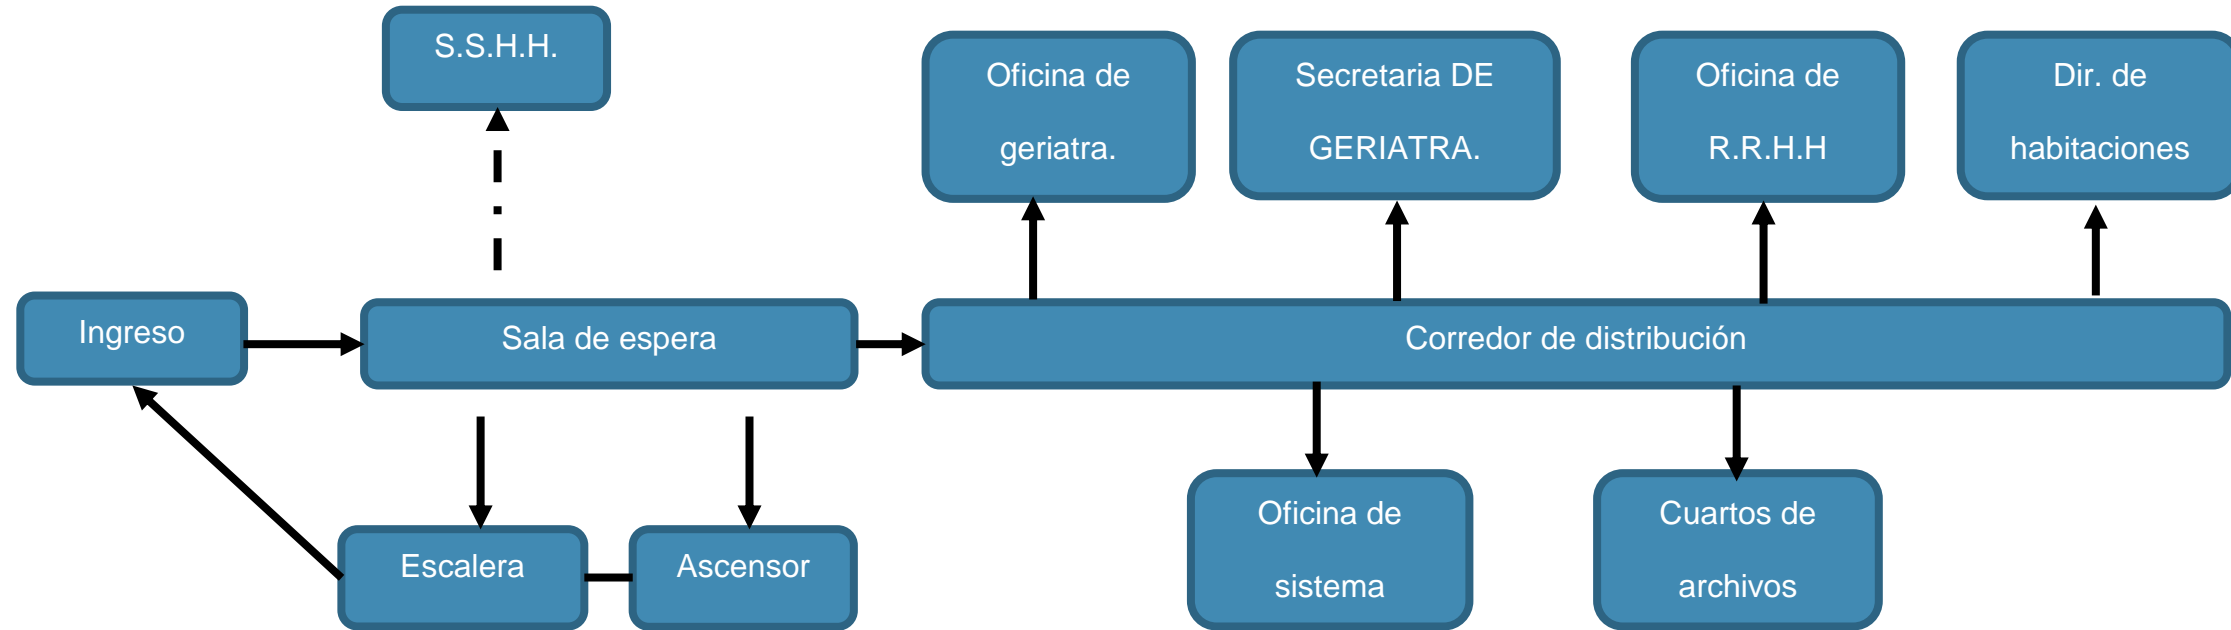 S.S.H.H.
Oficina de
geriatra.
Secretaria DE
GERIATRA.
Oficina de
R.R.H.H
Dir. de
habitaciones
Ingreso
Sala de espera
Corredor de distribución
Escalera
Ascensor
Oficina de
sistema
Cuartos de
archivos